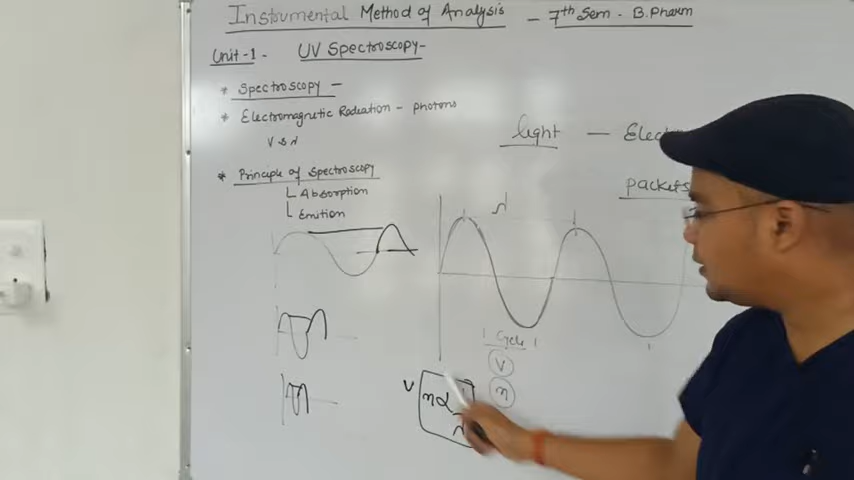 Instrumental Method of Analysis - 7th Sem - B.Pharm
Unit-1 - UV Spectroscopy-
* Spectroscopy -
* Electromagnetic Radiation - Photons
ν & λ
* Principle of Spectroscopy
Absorption
Emition
light - Elect
Packets
λ
1 Cycle
ν
η
ν
η α 1
λ